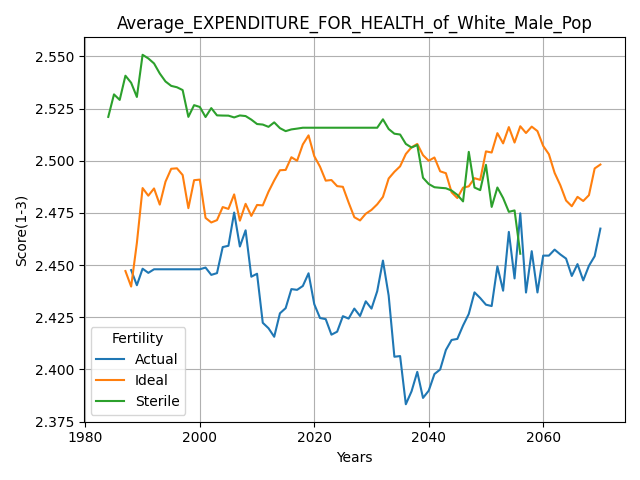 Average_EXPENDITURE_FOR_HEALTH_of_White_Male_Pop
2.550
2.525
2.500
2.475
2.450
2.425
2.400
2.375
Score(1-3)
Fertility
Actual
Ideal
Sterile
1980 2000 2020 2040 2060
Years